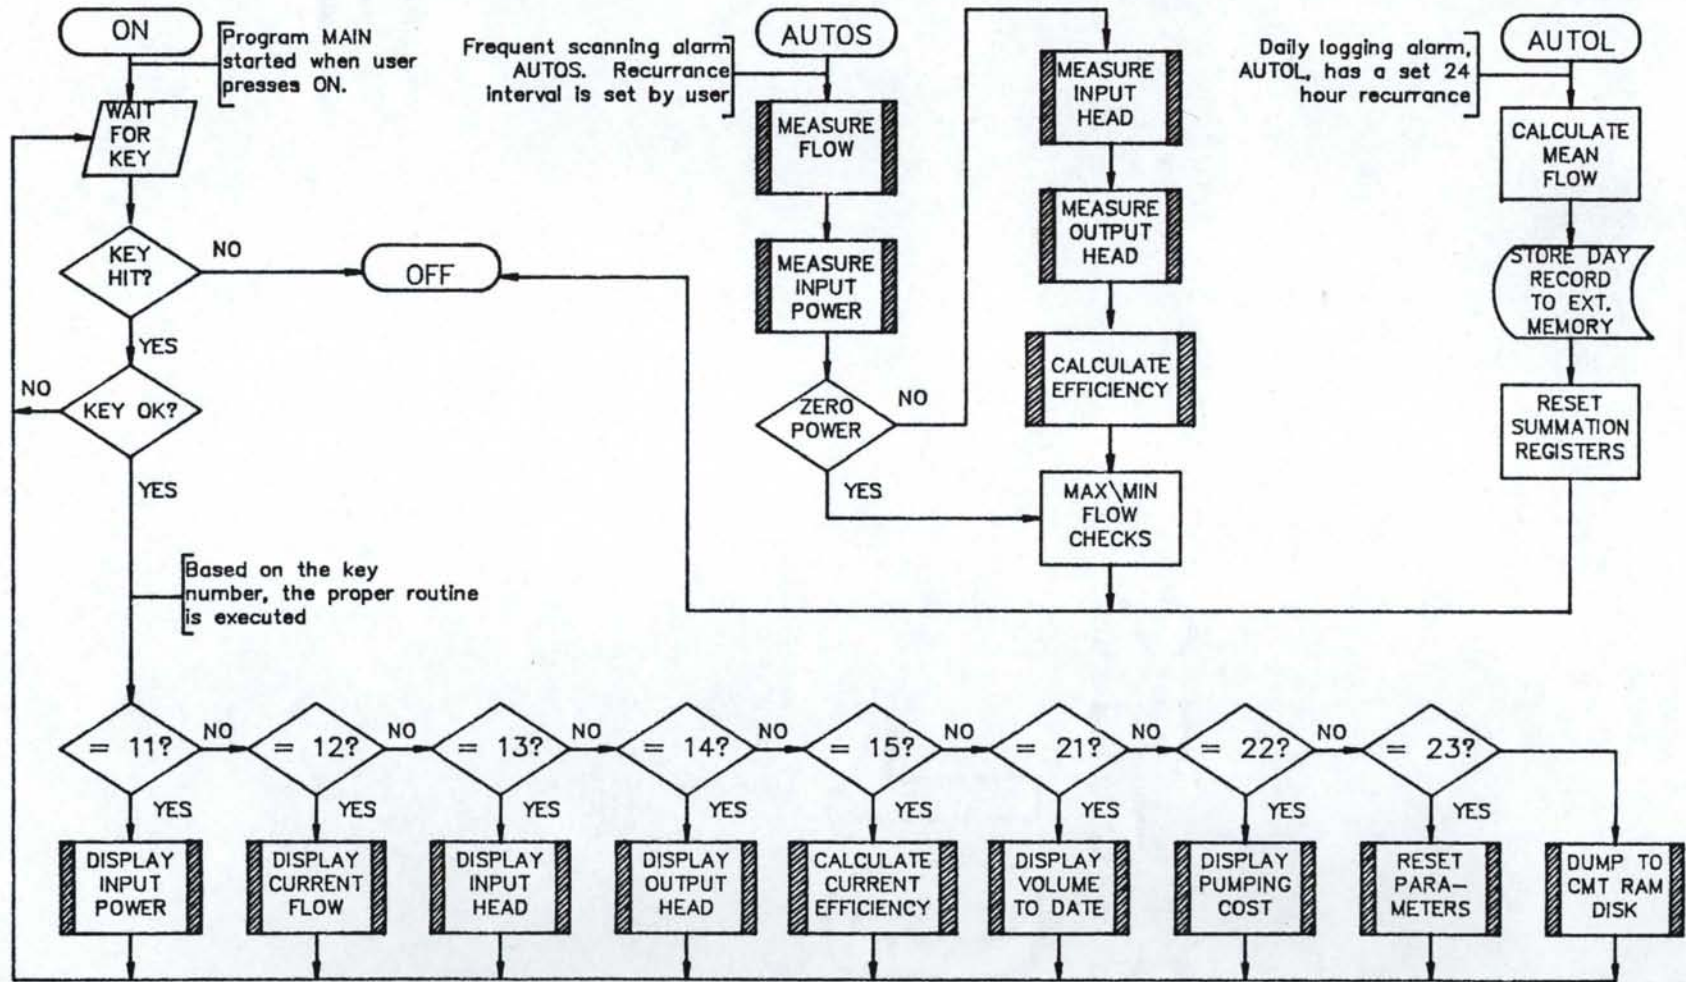 ON
Program MAIN
started when user
presses ON.
WAIT
FOR
KEY
KEY
HIT?
NO
OFF
YES
NO
KEY OK?
YES
Based on the key
number, the proper routine
is executed
Frequent scanning alarm
AUTOS. Recurrance
interval is set by user
AUTOS
MEASURE
FLOW
MEASURE
INPUT
POWER
ZERO
POWER
NO
YES
MEASURE
INPUT
HEAD
MEASURE
OUTPUT
HEAD
CALCULATE
EFFICIENCY
MAX\MIN
FLOW
CHECKS
Daily logging alarm,
AUTOL, has a set 24
hour recurrance
AUTOL
CALCULATE
MEAN
FLOW
STORE DAY
RECORD
TO EXT.
MEMORY
RESET
SUMMATION
REGISTERS
= 11?
NO
= 12?
NO
= 13?
NO
= 14?
NO
= 15?
NO
= 21?
NO
= 22?
NO
= 23?
YES
YES
YES
YES
YES
YES
YES
YES
DISPLAY
INPUT
POWER
DISPLAY
CURRENT
FLOW
DISPLAY
INPUT
HEAD
DISPLAY
OUTPUT
HEAD
CALCULATE
CURRENT
EFFICIENCY
DISPLAY
VOLUME
TO DATE
DISPLAY
PUMPING
COST
RESET
PARA-
METERS
DUMP TO
CMT RAM
DISK